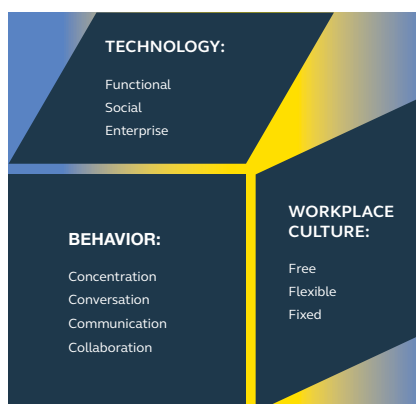 TECHNOLOGY:
Functional
Social
Enterprise
BEHAVIOR:
Concentration
Conversation
Communication
Collaboration
WORKPLACE
CULTURE:
Free
Flexible
Fixed